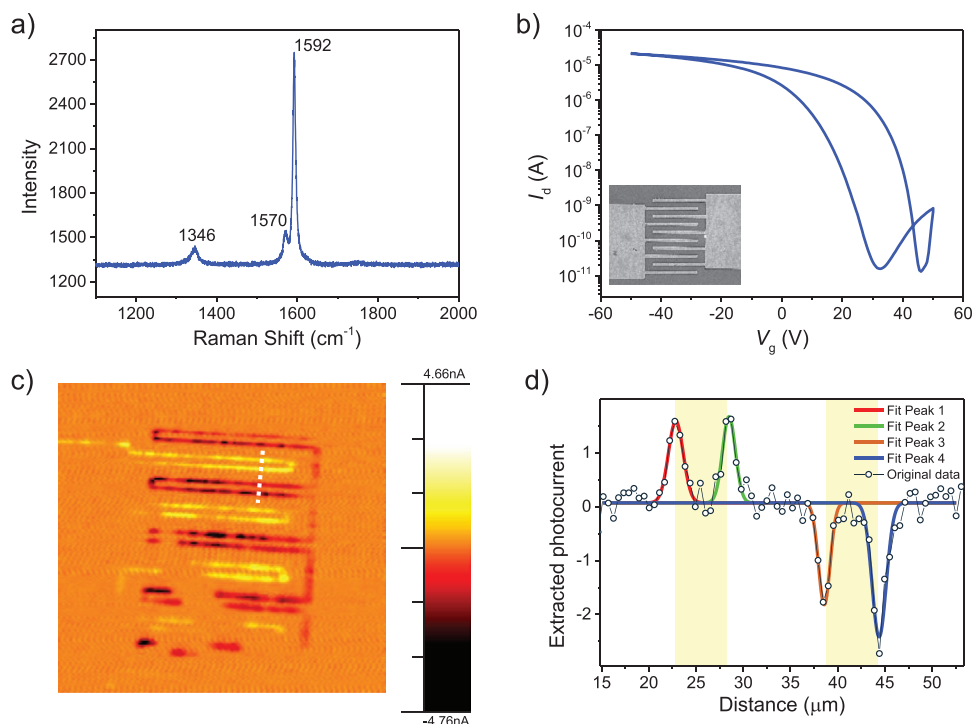 a)
2700
2400
2100
1800
1500
1300
Intensity
1592
1570
1346
1200
1400
1600
1800
2000
Raman Shift (cm-1)
b)
10-4
10-5
10-6
10-7
10-8
10-9
10-10
10-11
Id (A)
-60
-40
-20
0
20
40
60
Vg (V)
c)
4.66nA
-4.76nA
d)
Fit Peak 1
Fit Peak 2
Fit Peak 3
Fit Peak 4
Original data
1
0
-1
-2
Extracted photocurrent
15
20
25
30
35
40
45
50
Distance (μm)